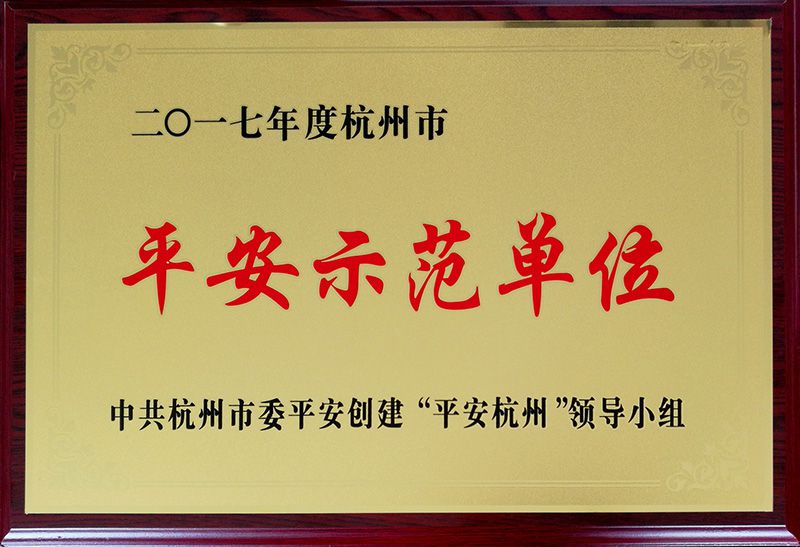 二〇一七年度杭州市
平安示范单位
中共杭州市委平安创建“平安杭州”领导小组